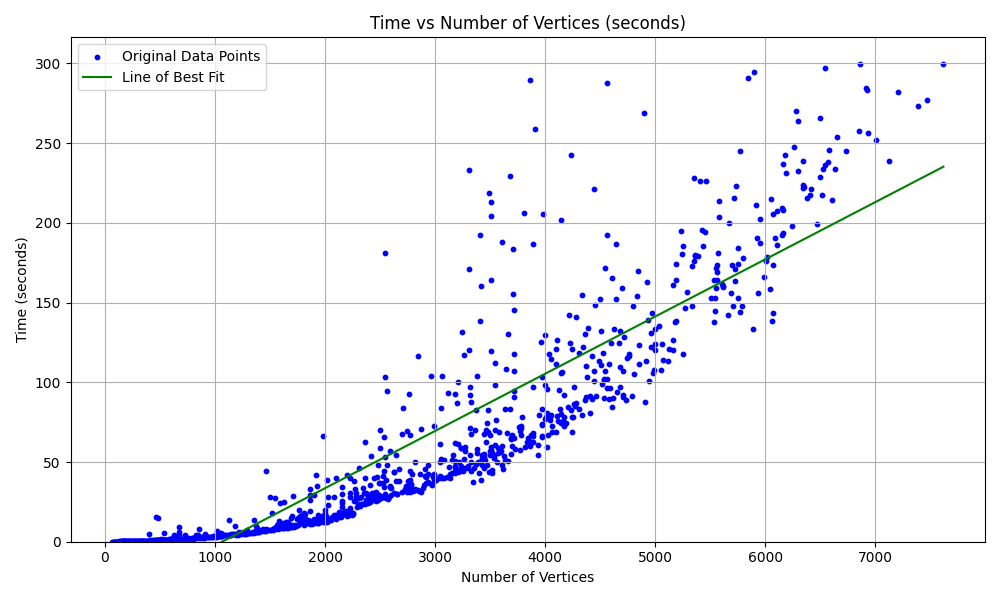 Time vs Number of Vertices (seconds)
Original Data Points
Line of Best Fit
300
250
200
150
100
50
0
Time (seconds)
0 1000 2000 3000 4000 5000 6000 7000
Number of Vertices